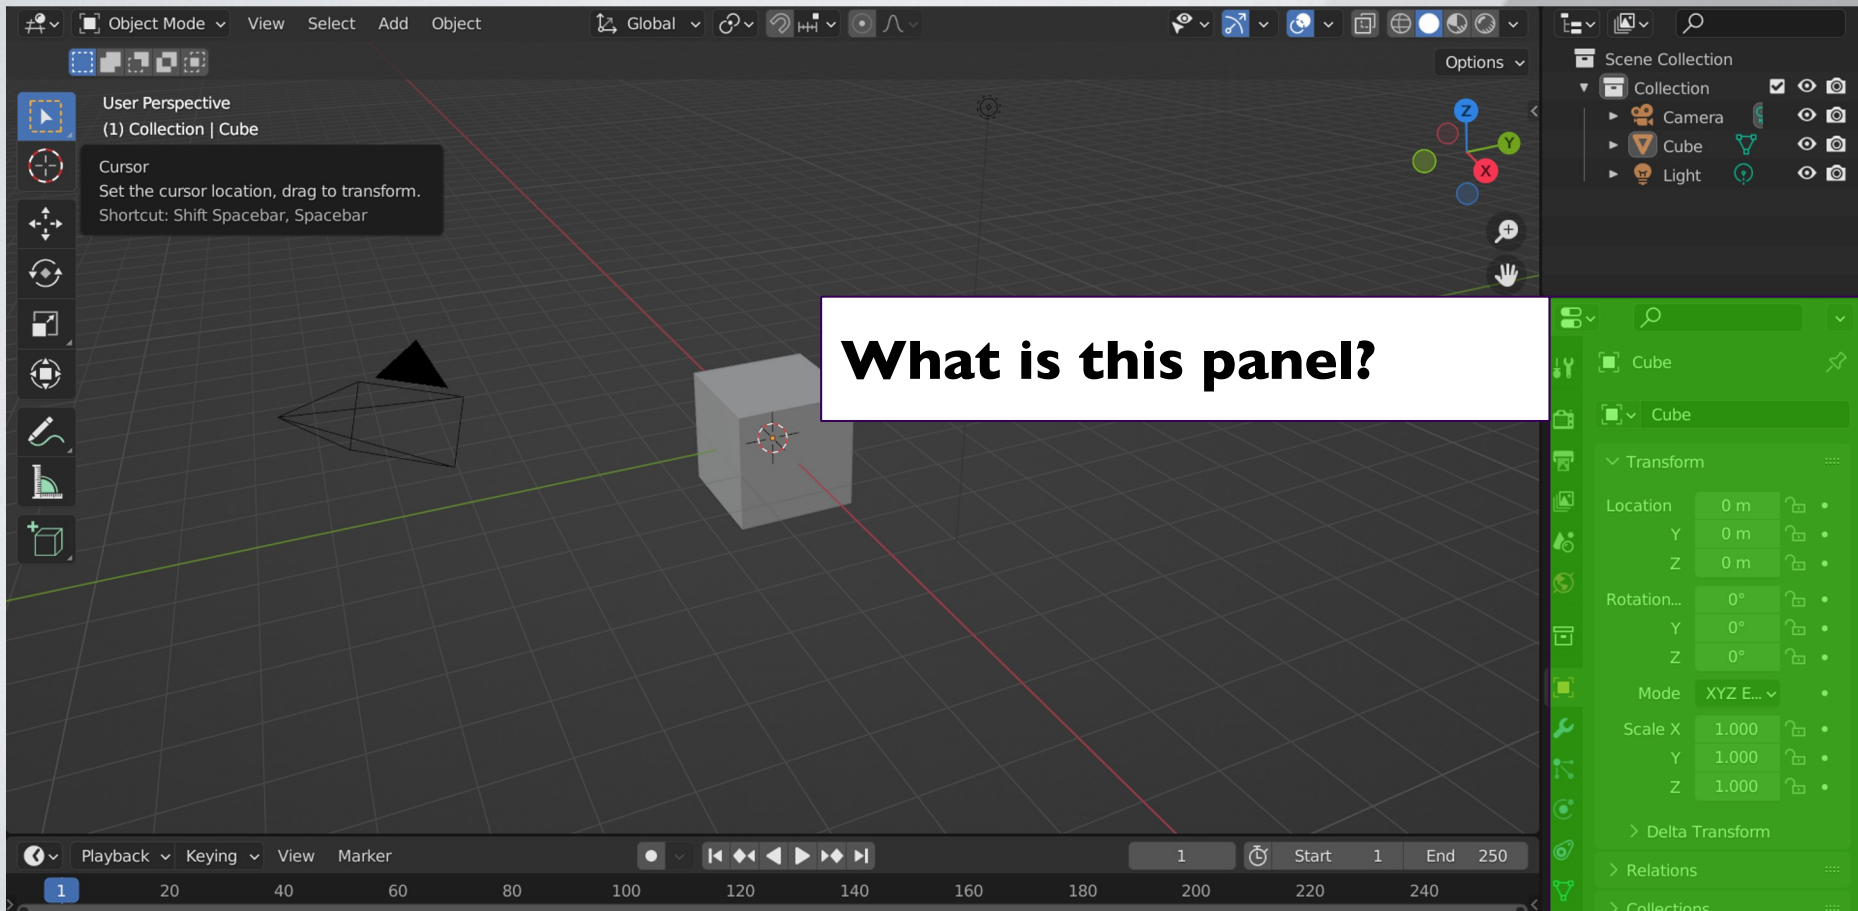 Object Mode View Select Add Object Global
Options
User Perspective
(1) Collection | Cube
Cursor
Set the cursor location, drag to transform.
Shortcut: Shift Spacebar, Spacebar
Z
Y
X
Scene Collection
Collection
Camera
Cube
Light
What is this panel?
Cube
Cube
Transform
Location 0 m
Y 0 m
Z 0 m
Rotation... 0°
Y 0°
Z 0°
Mode XYZ E...
Scale X 1.000
Y 1.000
Z 1.000
Delta Transform
Relations
Collections
Playback Keying View Marker 1 Start 1 End 250
1 20 40 60 80 100 120 140 160 180 200 220 240